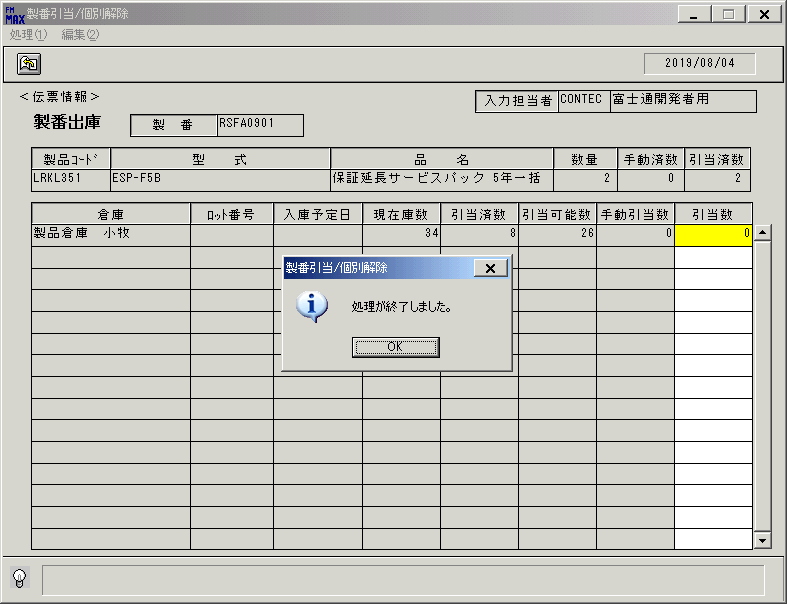 FM MAX 製番引当/個別解除
処理(1) 編集(2)
2019/08/04
<伝票情報>
入力担当者 CONTEC 富士通開発者用
製番出庫 製 番 RSFA0901
製品ｺｰﾄﾞ 型 式 品 名 数量 手動済数 引当済数
LRKL351 ESP-F5B 保証延長サービスパック 5年一括 2 0 2
倉庫 ﾛｯﾄ番号 入庫予定日 現在庫数 引当済数 引当可能数 手動引当数 引当数
製品倉庫 小牧 34 8 26 0 0
製番引当/個別解除
処理が終了しました。
OK